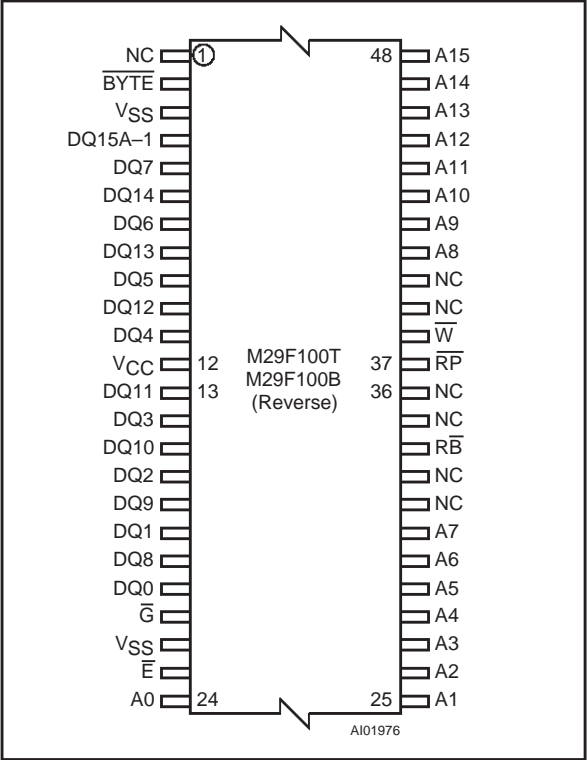 NC 1 48 A15
B̅Y̅T̅E̅ A14
VSS A13
DQ15A–1 A12
DQ7 A11
DQ14 A10
DQ6 A9
DQ13 A8
DQ5 NC
DQ12 NC
DQ4 W̅
VCC 12 M29F100T 37 R̅P̅
M29F100B
DQ11 13 36 NC
(Reverse)
DQ3 NC
DQ10 RB̅
DQ2 NC
DQ9 NC
DQ1 A7
DQ8 A6
DQ0 A5
G̅ A4
VSS A3
E̅ A2
A0 24 25 A1
AI01976